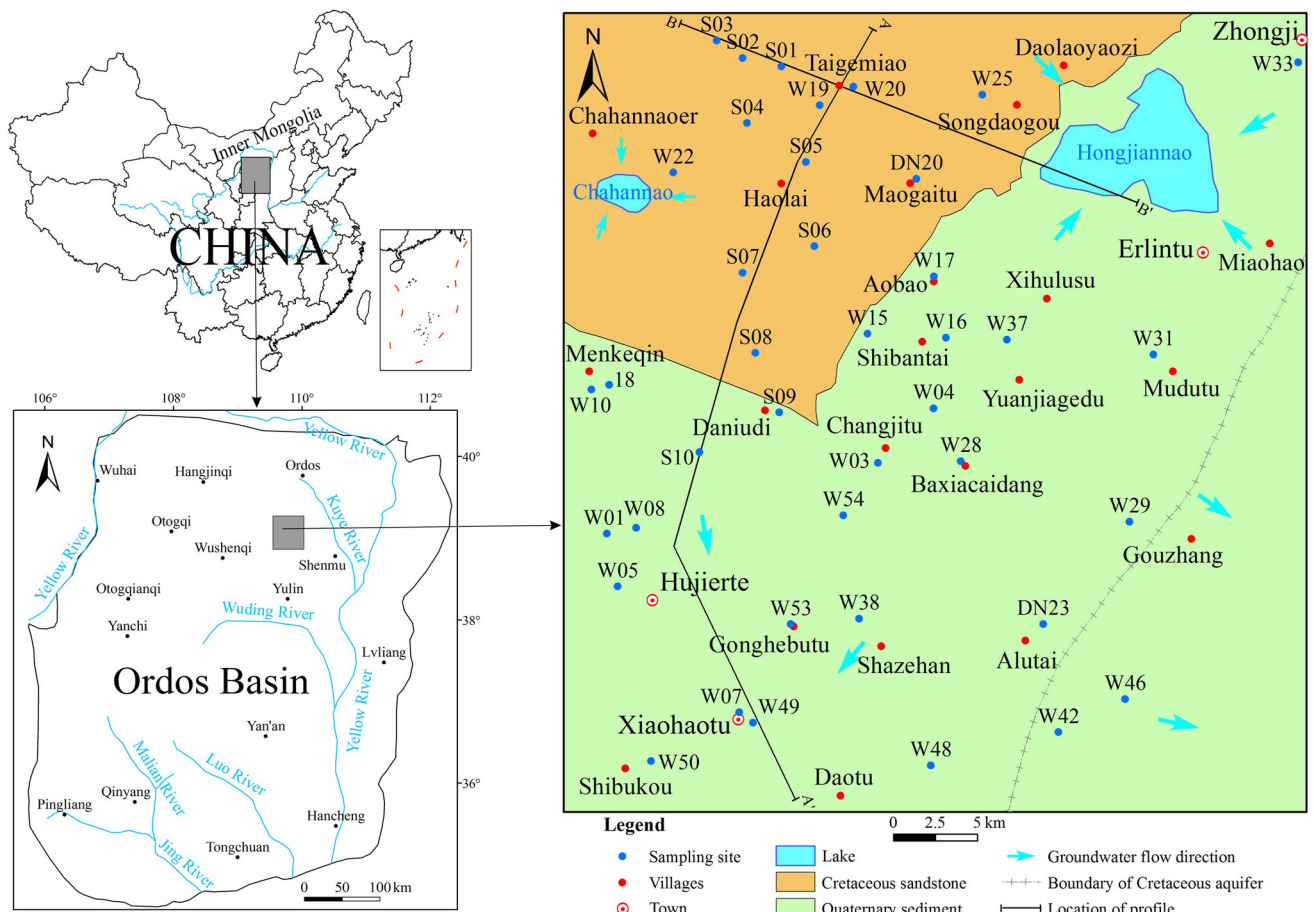 Inner Mongolia
CHINA
106°
108°
110°
112°
40°
38°
36°
N
Yellow River
Wuhai
Hangjinqi
Ordos
Kuye River
Otogqi
Wushenqi
Shenmu
Yellow River
Otogqianqi
Yulin
Wuding River
Yanchi
Lvliang
Ordos Basin
Yan'an
Yellow River
Malian River
Luo River
Qinyang
Pingliang
Hancheng
Jing River
Tongchuan
0 50 100 km
N
B
S03
S02
S01
A
Taigemiao
W19
W20
Daolaoyaozi
Zhongji
W33
W25
Songdaogou
Chahannaoer
S04
W22
S05
DN20
Hongjiannao
Chahannao
Haolai
Maogaitu
B'
S06
Erlintu
Miaohao
S07
W17
Aobao
Xihulusu
W15
W16
W37
W31
S08
Shibantai
Menkeqin
18
W10
Mudutu
Yuanjiagedu
S09
W04
Daniudi
Changjitu
S10
W03
W28
Baxiacaidang
W54
W29
W01
W08
Gouzhang
W05
Hujierte
W53
W38
DN23
Gonghebutu
Shazehan
Alutai
W07
W49
W46
Xiaohaotu
W42
W50
W48
Shibukou
Daotu
A'
0 2.5 5 km
Legend
Sampling site
Lake
Groundwater flow direction
Villages
Cretaceous sandstone
Boundary of Cretaceous aquifer
Town
Quaternary sediment
Location of profile